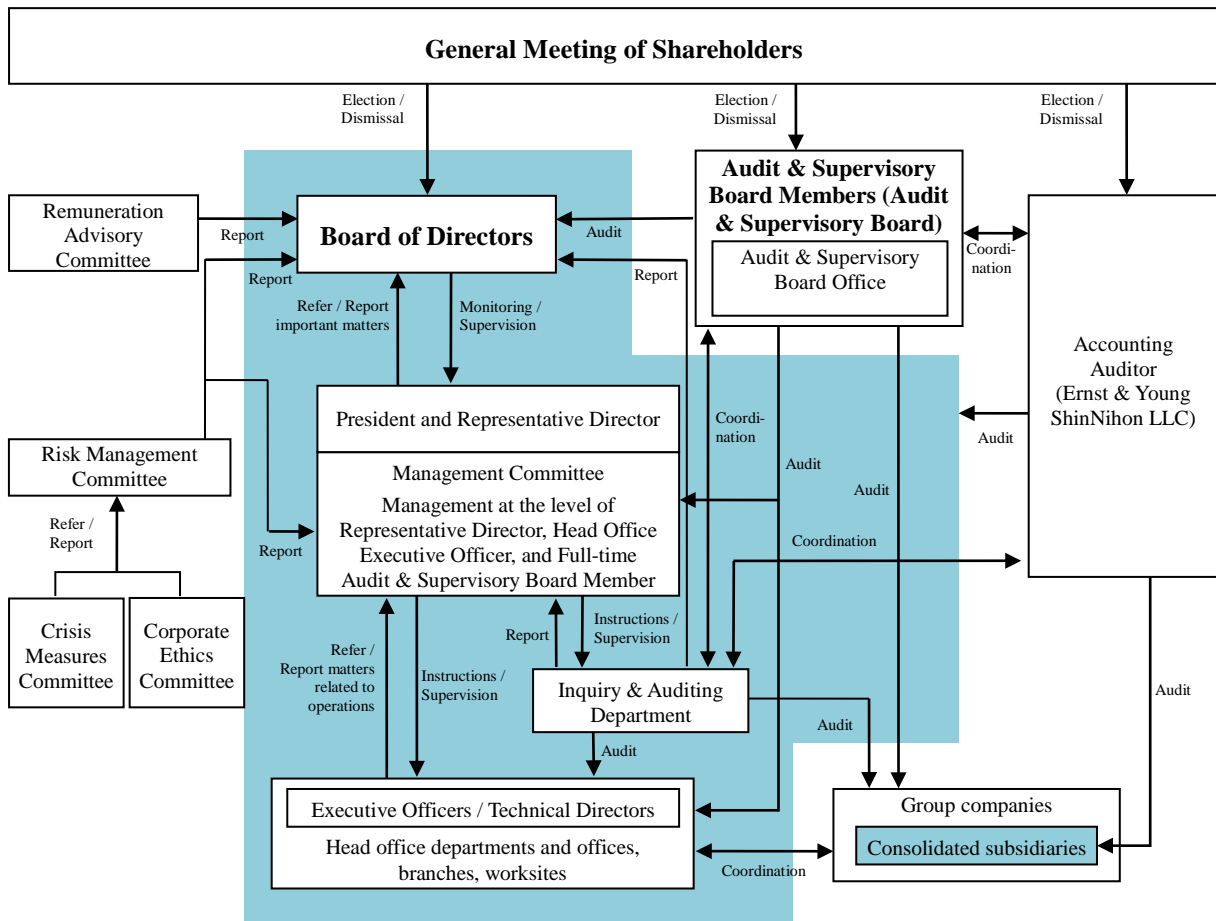 General Meeting of Shareholders
Election /
Dismissal
Election /
Dismissal
Election /
Dismissal
Remuneration
Advisory
Committee
Report
Report
Board of Directors
Audit
Report
Audit & Supervisory
Board Members (Audit
& Supervisory Board)
Audit & Supervisory
Board Office
Coordi-
nation
Accounting
Auditor
(Ernst & Young
ShinNihon LLC)
Refer / Report
important matters
Monitoring /
Supervision
President and Representative Director
Management Committee
Management at the level of
Representative Director, Head Office
Executive Officer, and Full-time
Audit & Supervisory Board Member
Coordi-
nation
Audit
Audit
Audit
Coordination
Risk Management
Committee
Refer /
Report
Report
Crisis
Measures
Committee
Corporate
Ethics
Committee
Refer /
Report matters
related to
operations
Instructions /
Supervision
Report
Instructions /
Supervision
Inquiry & Auditing
Department
Audit
Audit
Audit
Executive Officers / Technical Directors
Head office departments and offices,
branches, worksites
Coordination
Group companies
Consolidated subsidiaries